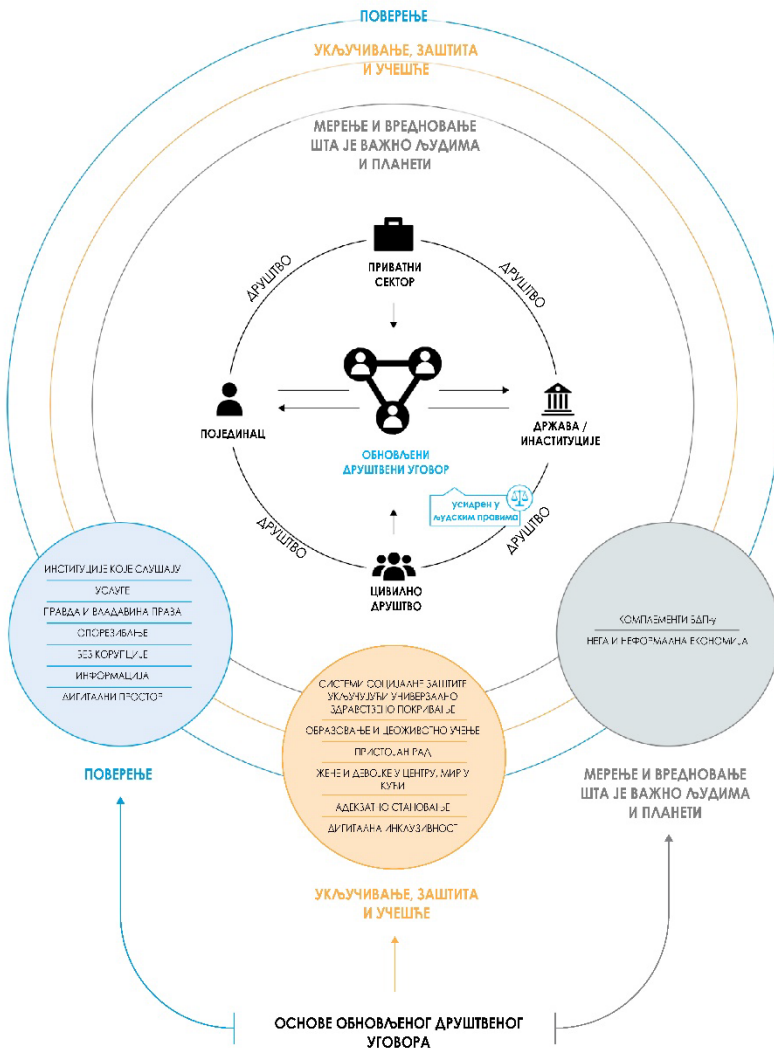 ПОВЕРЕЊЕ
УКЉУЧИВАЊЕ, ЗАШТИТА
И УЧЕШЋЕ
МЕРЕЊЕ И ВРЕДНОВАЊЕ
ШТА ЈЕ ВАЖНО ЉУДИМА
И ПЛАНЕТИ
ПРИВАТНИ
СЕКТОР
ДРУШТВО
ДРУШТВО
ПОЈЕДИНАЦ
ДРЖАВА /
ИНАСТИТУЦИЈЕ
ОБНОВЉЕНИ
ДРУШТВЕНИ УГОВОР
усидрен у
људским правима
ДРУШТВО
ДРУШТВО
ЦИВИЛНО
ДРУШТВО
ИНСТИТУЦИЈЕ КОЈЕ СЛУШАЈУ
УСЛУГЕ
ПРАВДА И ВЛАДАВИНА ПРАВА
ОПОРЕЗИВАЊЕ
БЕЗ КОРУПЦИЈЕ
ИНФОРМАЦИЈА
ДИГИТАЛНИ ПРОСТОР
КОМПЛЕМЕНТИ БДП-у
НЕГА И НЕФОРМАЛНА ЕКОНОМИЈА
СИСТЕМИ СОЦИЈАЛНЕ ЗАШТИТЕ
УКЉУЧУЈУЋИ УНИВЕРЗАЛНО
ЗДРАВСТВЕНО ПОКРИВАЊЕ
ОБРАЗОВАЊЕ И ЦЕОЖИВОТНО УЧЕЊЕ
ПРИСТОЈАН РАД
ЖЕНЕ И ДЕВОЈКЕ У ЦЕНТРУ, МИР У
КУЋИ
АДЕКВАТНО СТАНОВАЊЕ
ДИГИТАЛНА ИНКЛУЗИВНОСТ
ПОВЕРЕЊЕ
МЕРЕЊЕ И ВРЕДНОВАЊЕ
ШТА ЈЕ ВАЖНО ЉУДИМА
И ПЛАНЕТИ
УКЉУЧИВАЊЕ, ЗАШТИТА
И УЧЕШЋЕ
ОСНОВЕ ОБНОВЉЕНОГ ДРУШТВЕНОГ
УГОВОРА